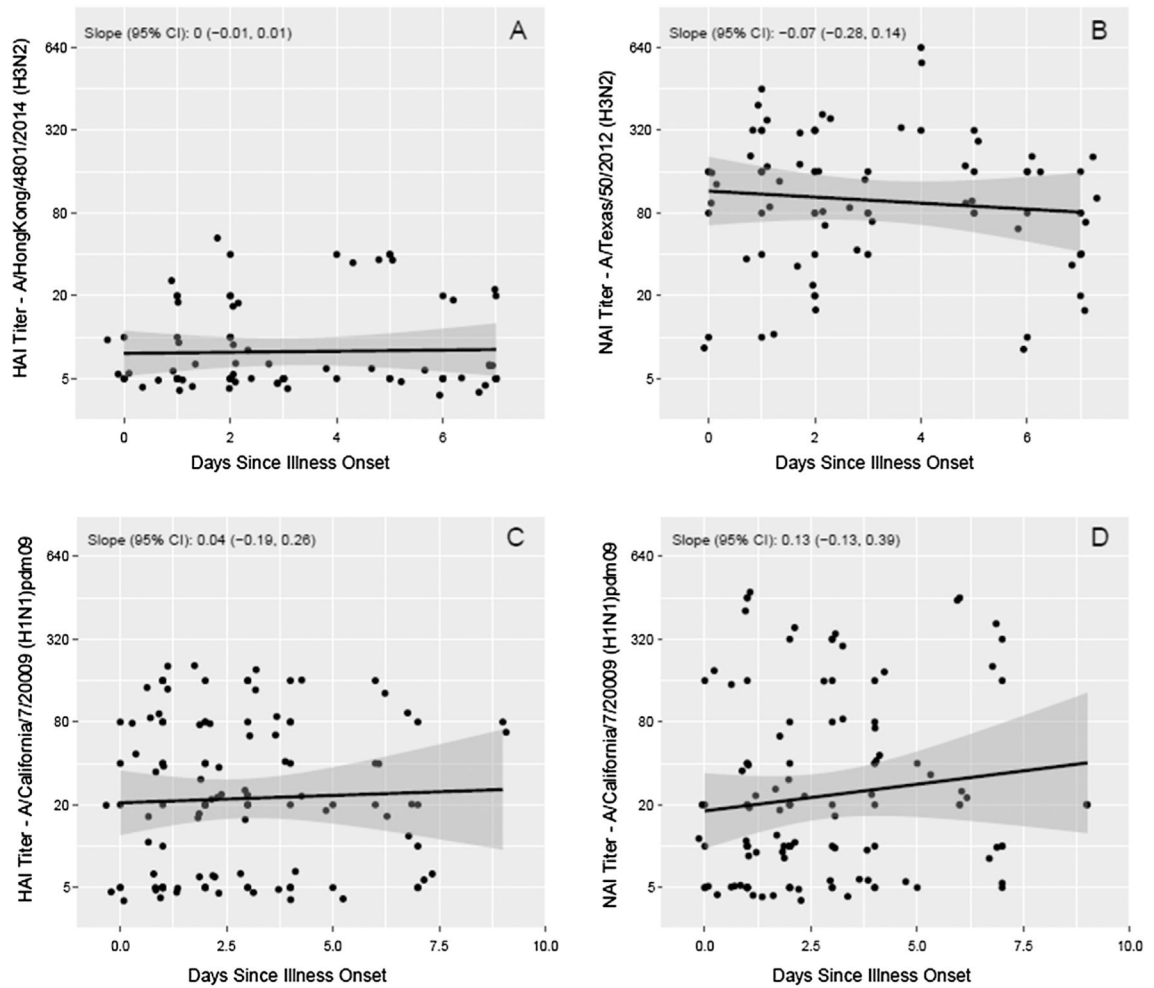 Slope (95% CI): 0 (−0.01, 0.01)
A
HAI Titer - A/HongKong/4801/2014 (H3N2)
640
320
80
20
5
0
2
4
6
Days Since Illness Onset
Slope (95% CI): −0.07 (−0.28, 0.14)
B
NAI Titer - A/Texas/50/2012 (H3N2)
640
320
80
20
5
0
2
4
6
Days Since Illness Onset
Slope (95% CI): 0.04 (−0.19, 0.26)
C
HAI Titer - A/California/7/20009 (H1N1)pdm09
640
320
80
20
5
0.0
2.5
5.0
7.5
10.0
Days Since Illness Onset
Slope (95% CI): 0.13 (−0.13, 0.39)
D
NAI Titer - A/California/7/20009 (H1N1)pdm09
640
320
80
20
5
0.0
2.5
5.0
7.5
10.0
Days Since Illness Onset